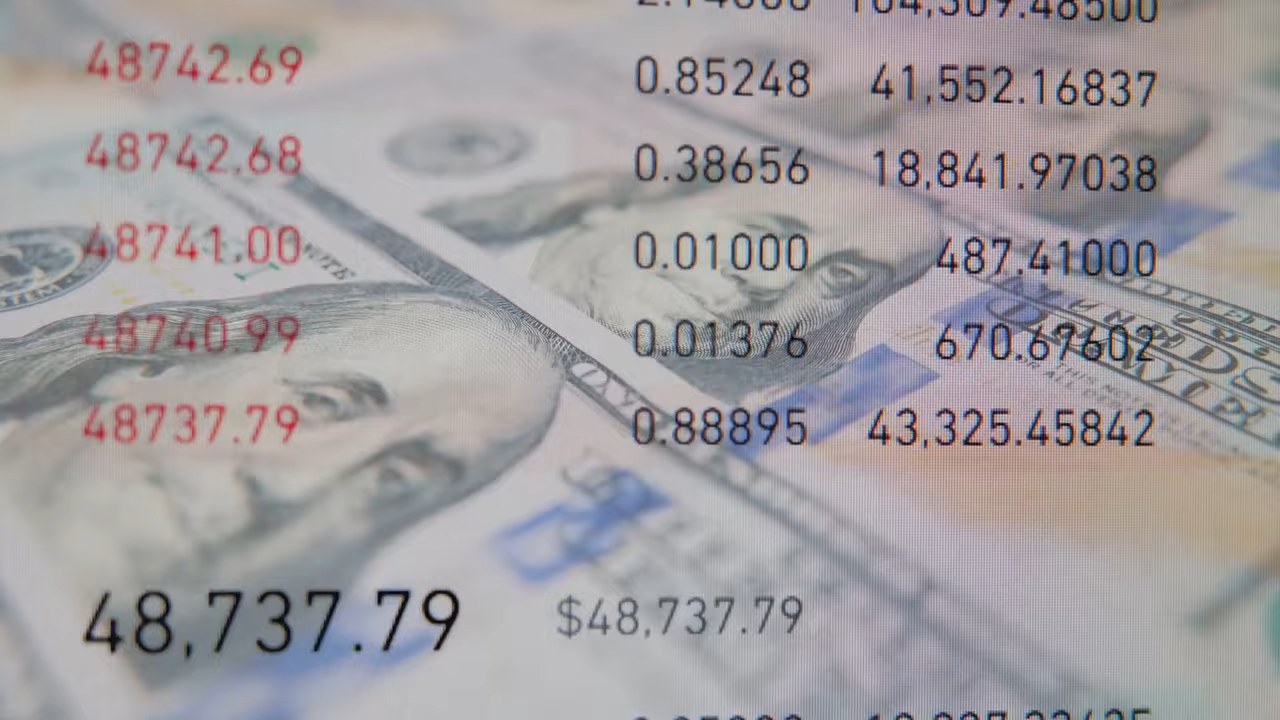 48742.69 0.85248 41,552.16837
48742.68 0.38656 18,841.97038
48741.00 0.01000 487.41000
NOTE
48740.99 0.01376 670.67602
48737.79 0.88895 43,325.45842
48,737.79 $48,737.79